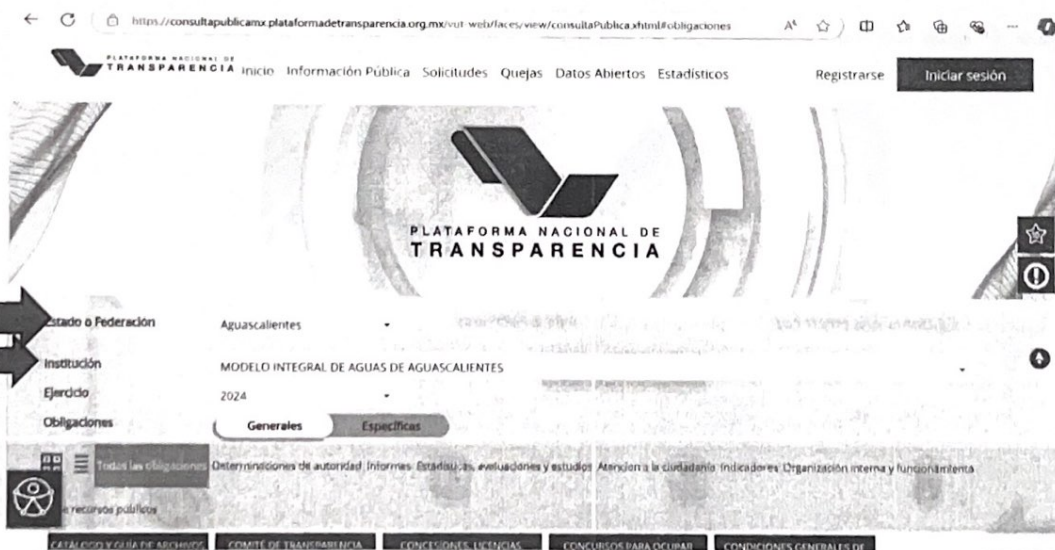 https://consultapublicamx.plataformadetransparencia.org.mx/vut-web/faces/view/consultaPublica.xhtml#obligaciones
PLATAFORMA NACIONAL DE
TRANSPARENCIA
Inicio Información Pública Solicitudes Quejas Datos Abiertos Estadísticos Registrarse Iniciar sesión
PLATAFORMA NACIONAL DE
TRANSPARENCIA
Estado o Federación Aguascalientes
Institución MODELO INTEGRAL DE AGUAS DE AGUASCALIENTES
Ejercicio 2024
Obligaciones Generales Específicas
Todas las obligaciones Determinaciones de autoridad Informes Estadísticas, evaluaciones y estudios Atención a la ciudadanía Indicadores Organización interna y funcionamiento
recursos públicos
CATÁLOGO Y GUÍA DE ARCHIVOS COMITÉ DE TRANSPARENCIA CONCESIONES, LICENCIAS CONCURSOS PARA OCUPAR CONDICIONES GENERALES DE